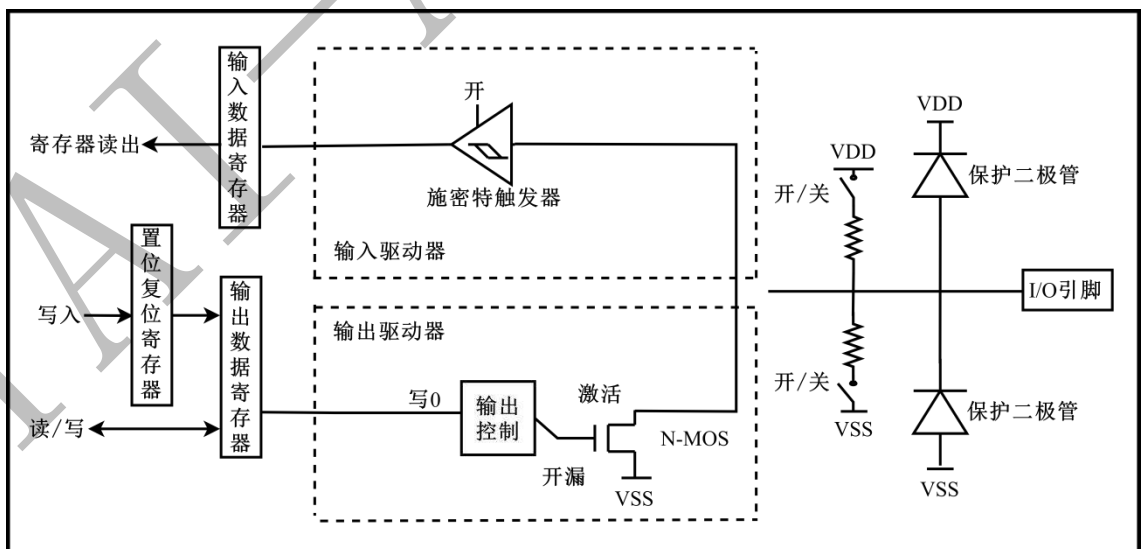 输入数据寄存器
开
施密特触发器
输入驱动器
寄存器读出
置位复位寄存器
写入
输出数据寄存器
读/写
输出驱动器
写0
输出
控制
激活
开漏
N-MOS
VSS
VDD
开/关
开/关
VSS
VDD
保护二极管
I/O引脚
保护二极管
VSS